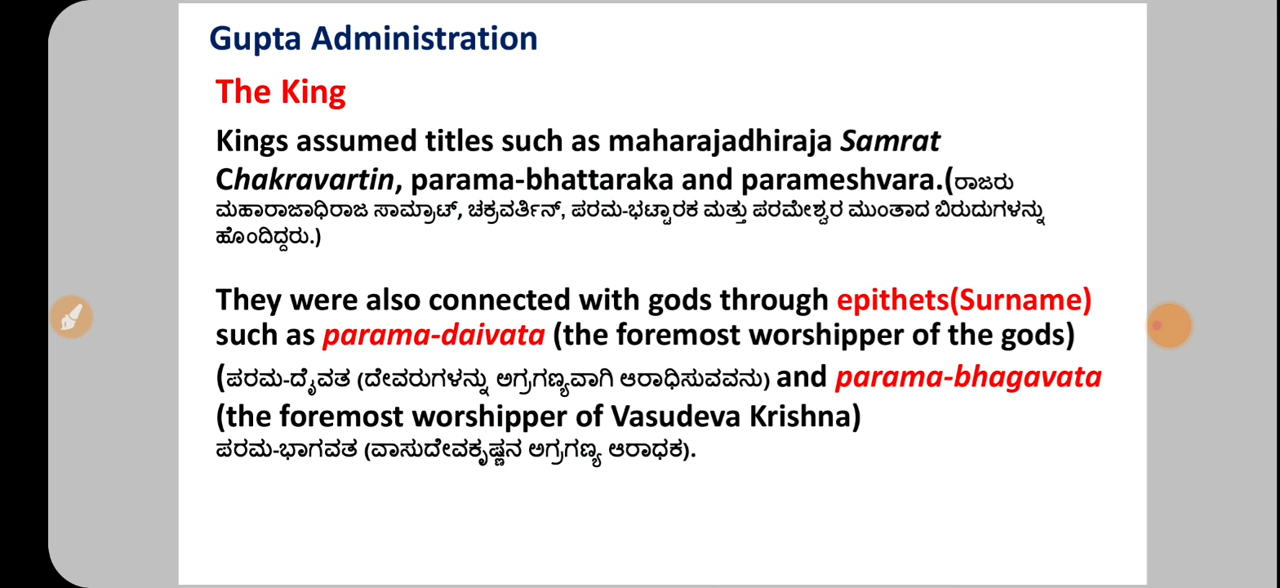 Gupta Administration
The King
Kings assumed titles such as maharajadhiraja Samrat
Chakravartin, parama-bhattaraka and parameshvara.(ರಾಜರು
ಮಹಾರಾಜಾಧಿರಾಜ ಸಾಮ್ರಾಟ್, ಚಕ್ರವರ್ತಿನ್, ಪರಮ-ಭಟ್ಟಾರಕ ಮತ್ತು ಪರಮೇಶ್ವರ ಮುಂತಾದ ಬಿರುದುಗಳನ್ನು
ಹೊಂದಿದ್ದರು.)
They were also connected with gods through epithets(Surname)
such as parama-daivata (the foremost worshipper of the gods)
(ಪರಮ-ದೈವತ (ದೇವರುಗಳನ್ನು ಅಗ್ರಗಣ್ಯವಾಗಿ ಆರಾಧಿಸುವವನು) and parama-bhagavata
(the foremost worshipper of Vasudeva Krishna)
ಪರಮ-ಭಾಗವತ (ವಾಸುದೇವಕೃಷ್ಣನ ಅಗ್ರಗಣ್ಯ ಆರಾಧಕ).